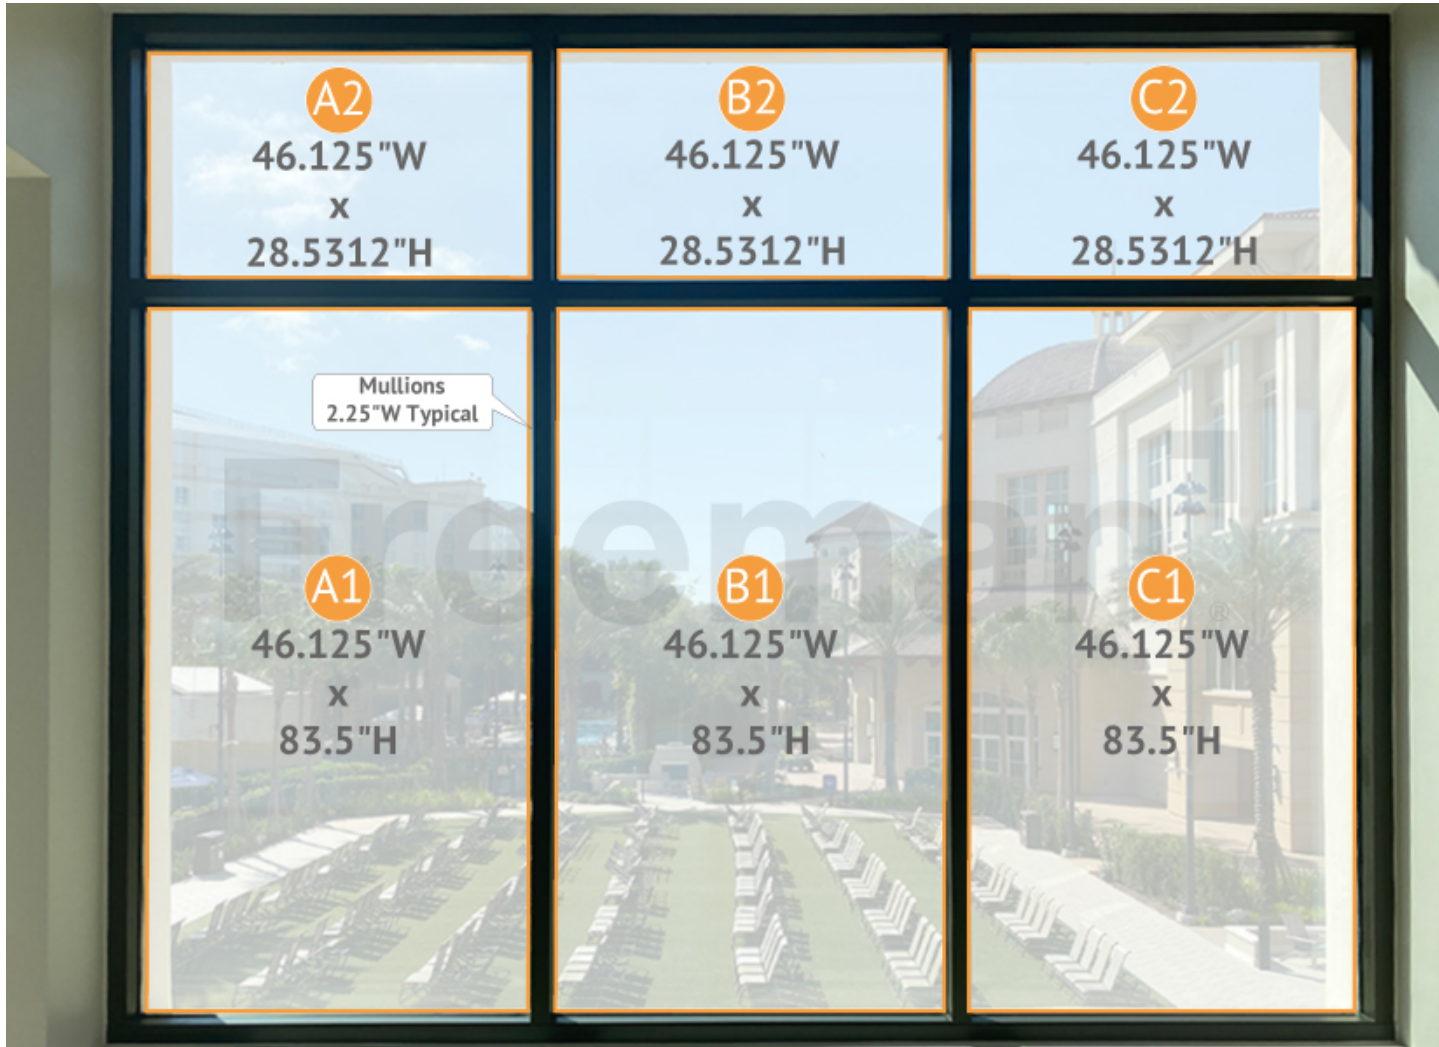 A2
46.125"W
x
28.5312"H
B2
46.125"W
x
28.5312"H
C2
46.125"W
x
28.5312"H
Mullions
2.25"W Typical
Freeman
®
A1
46.125"W
x
83.5"H
B1
46.125"W
x
83.5"H
C1
46.125"W
x
83.5"H